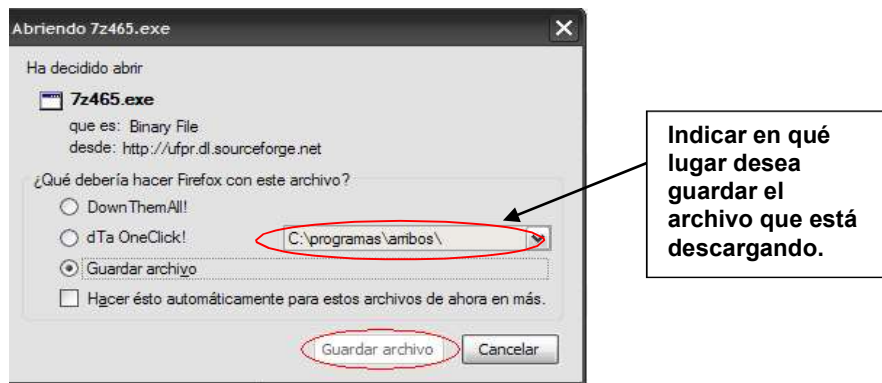 Abriendo 7z465.exe
Ha decidido abrir
7z465.exe
que es: Binary File
desde: http://ufpr.dl.sourceforge.net
¿Qué debería hacer Firefox con este archivo?
DownThemAll!
dTa OneClick!
C:\programas\arribos\
Guardar archivo
Hacer ésto automáticamente para estos archivos de ahora en más.
Guardar archivo
Cancelar
Indicar en qué
lugar desea
guardar el
archivo que está
descargando.